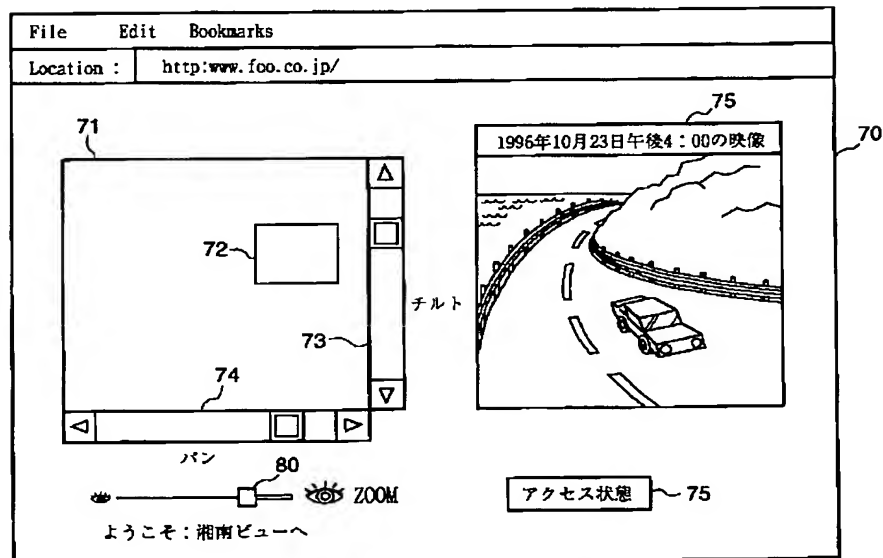 File Edit Bookmarks
Location : http:www.foo.co.jp/
75
70
71
1996年10月23日午後4：00の映像
72
チルト
73
74
パン
80
ZOOM
アクセス状態 75
ようこそ：湘南ビューへ